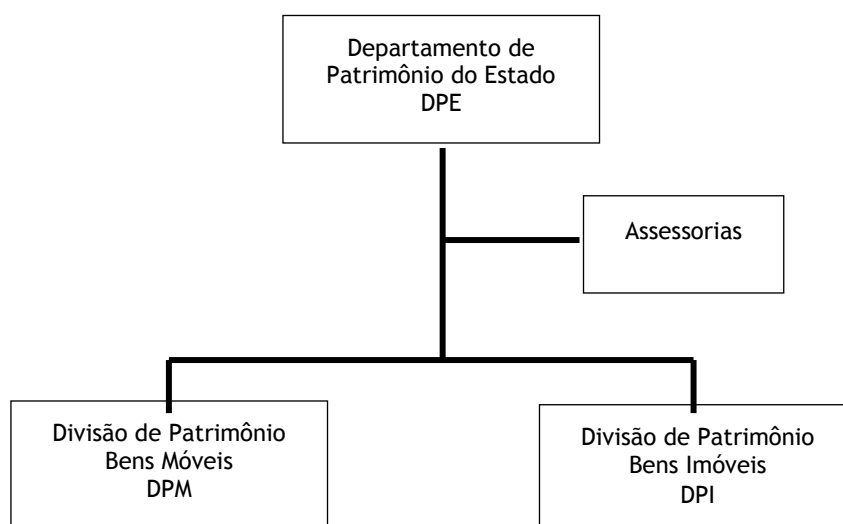 Departamento de
Patrimônio do Estado
DPE
Assessorias
Divisão de Patrimônio
Bens Móveis
DPM
Divisão de Patrimônio
Bens Imóveis
DPI